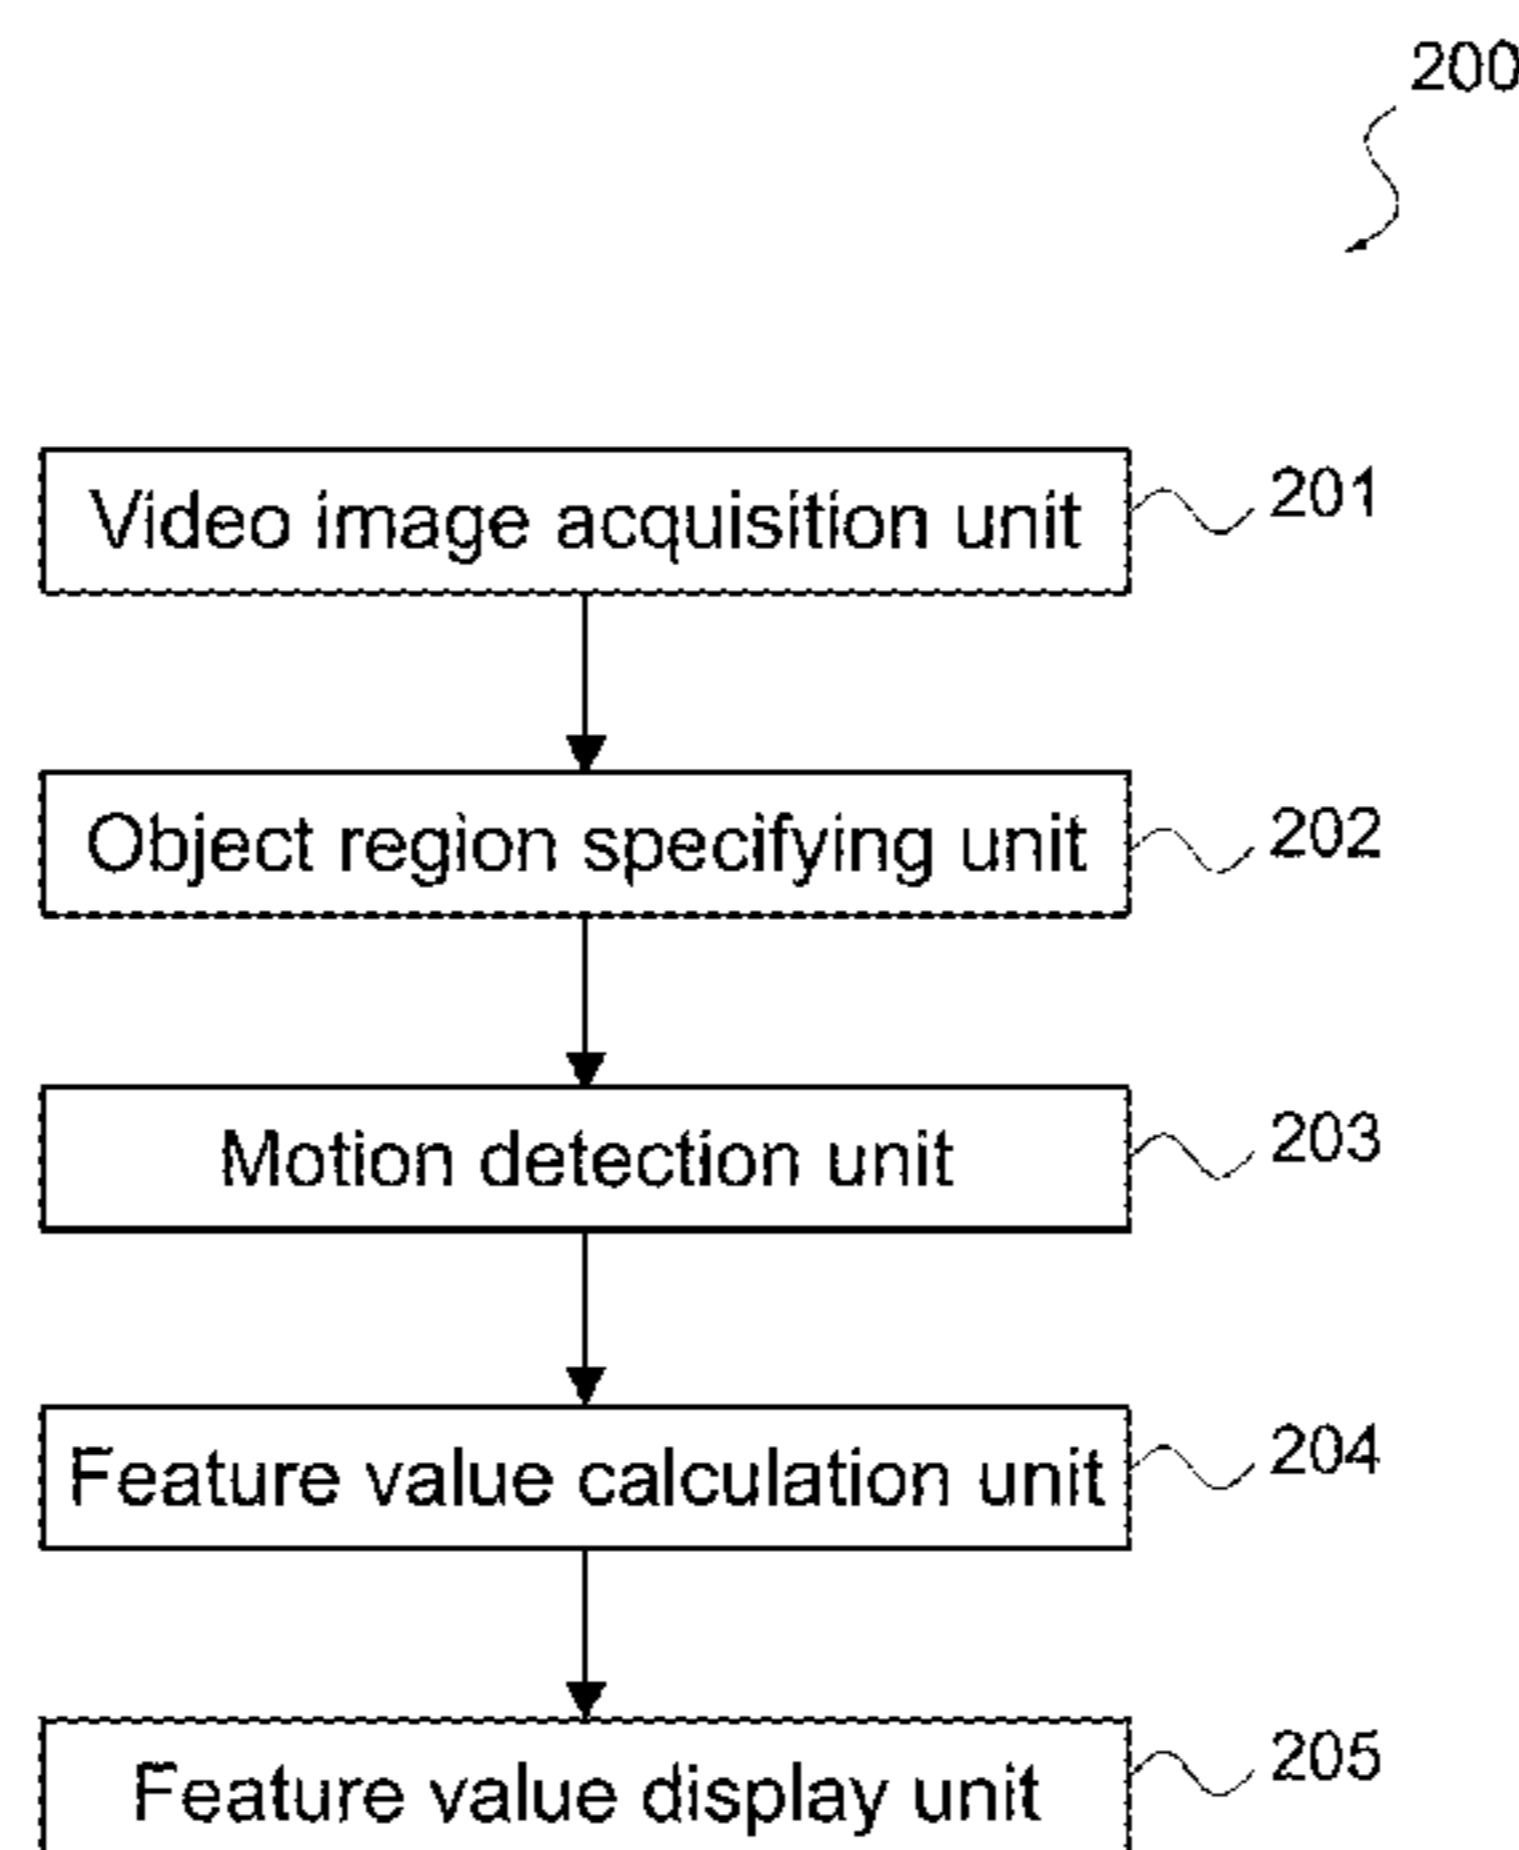 200
Video image acquisition unit 201
Object region specifying unit 202
Motion detection unit 203
Feature value calculation unit 204
Feature value display unit 205